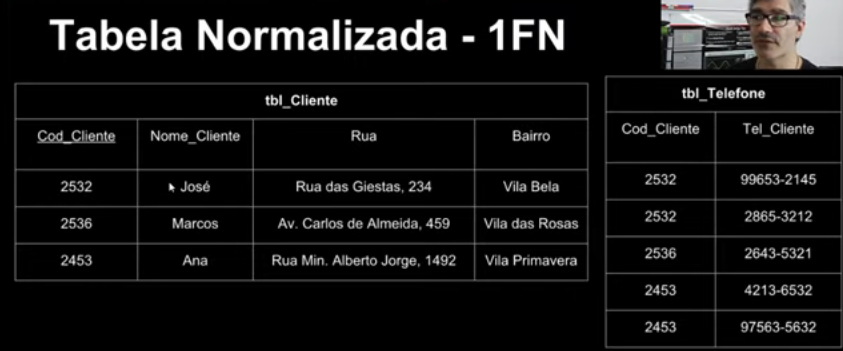 Tabela Normalizada - 1FN
tbl_Cliente
Cod_Cliente Nome_Cliente Rua Bairro
2532 José Rua das Giestas, 234 Vila Bela
2536 Marcos Av. Carlos de Almeida, 459 Vila das Rosas
2453 Ana Rua Min. Alberto Jorge, 1492 Vila Primavera
tbl_Telefone
Cod_Cliente Tel_Cliente
2532 99653-2145
2532 2865-3212
2536 2643-5321
2453 4213-6532
2453 97563-5632